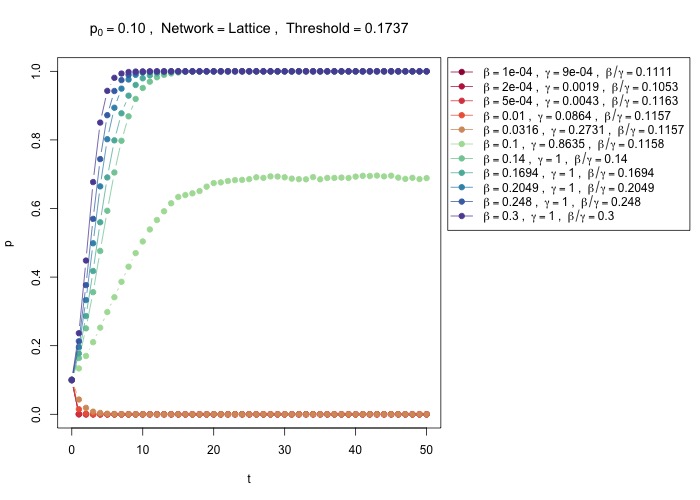 p₀ = 0.10 , Network = Lattice , Threshold = 0.1737
1.0
0.8
0.6
0.4
0.2
0.0
p
0 10 20 30 40 50
t
β = 1e-04 , γ = 9e-04 , β/γ = 0.1111
β = 2e-04 , γ = 0.0019 , β/γ = 0.1053
β = 5e-04 , γ = 0.0043 , β/γ = 0.1163
β = 0.01 , γ = 0.0864 , β/γ = 0.1157
β = 0.0316 , γ = 0.2731 , β/γ = 0.1157
β = 0.1 , γ = 0.8635 , β/γ = 0.1158
β = 0.14 , γ = 1 , β/γ = 0.14
β = 0.1694 , γ = 1 , β/γ = 0.1694
β = 0.2049 , γ = 1 , β/γ = 0.2049
β = 0.248 , γ = 1 , β/γ = 0.248
β = 0.3 , γ = 1 , β/γ = 0.3